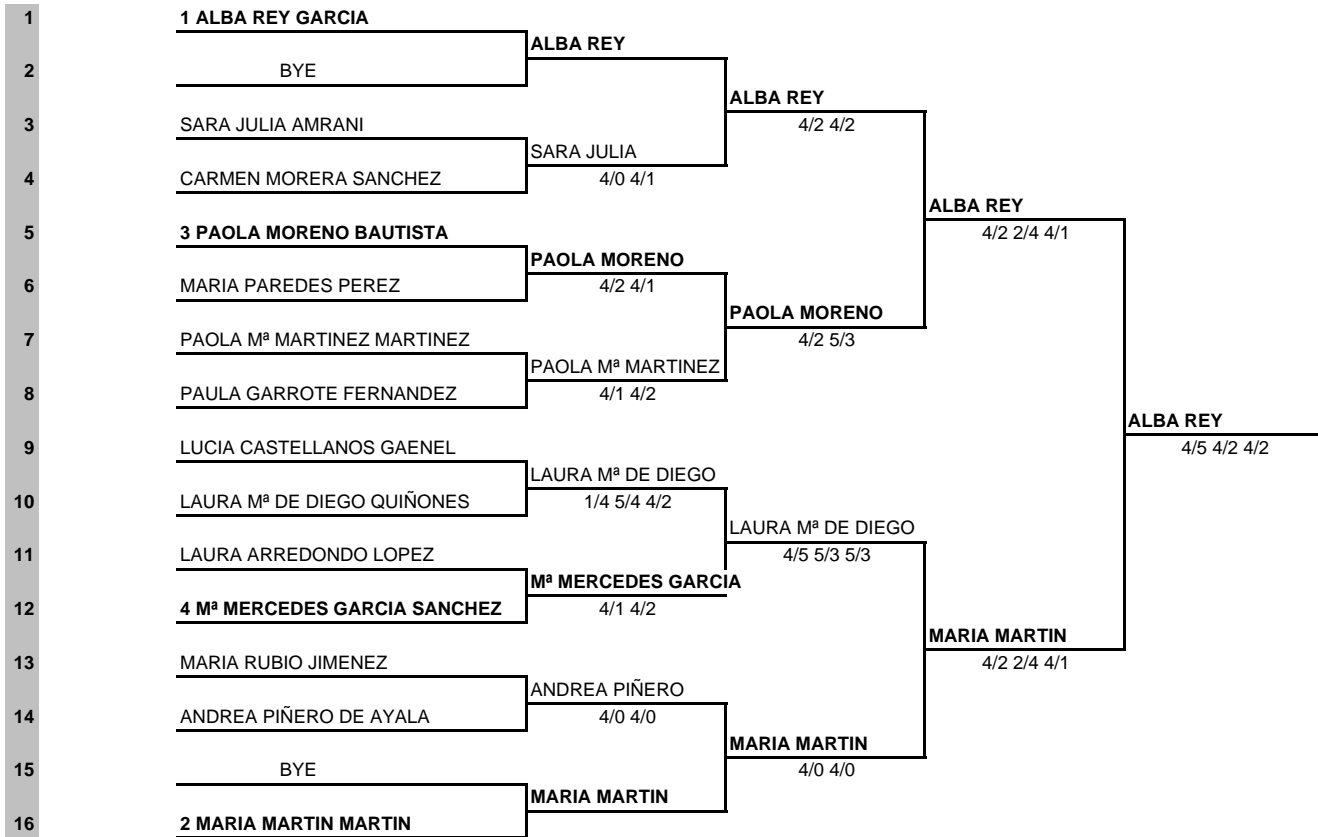 1 1 ALBA REY GARCIA
ALBA REY
2 BYE
ALBA REY
3 SARA JULIA AMRANI 4/2 4/2
SARA JULIA
4 CARMEN MORERA SANCHEZ 4/0 4/1
ALBA REY
5 3 PAOLA MORENO BAUTISTA 4/2 2/4 4/1
PAOLA MORENO
6 MARIA PAREDES PEREZ 4/2 4/1
PAOLA MORENO
7 PAOLA Mª MARTINEZ MARTINEZ 4/2 5/3
PAOLA Mª MARTINEZ
8 PAULA GARROTE FERNANDEZ 4/1 4/2
ALBA REY
9 LUCIA CASTELLANOS GAENEL 4/5 4/2 4/2
LAURA Mª DE DIEGO
10 LAURA Mª DE DIEGO QUIÑONES 1/4 5/4 4/2
LAURA Mª DE DIEGO
11 LAURA ARREDONDO LOPEZ 4/5 5/3 5/3
Mª MERCEDES GARCIA
12 4 Mª MERCEDES GARCIA SANCHEZ 4/1 4/2
MARIA MARTIN
13 MARIA RUBIO JIMENEZ 4/2 2/4 4/1
ANDREA PIÑERO
14 ANDREA PIÑERO DE AYALA 4/0 4/0
MARIA MARTIN
15 BYE 4/0 4/0
MARIA MARTIN
16 2 MARIA MARTIN MARTIN